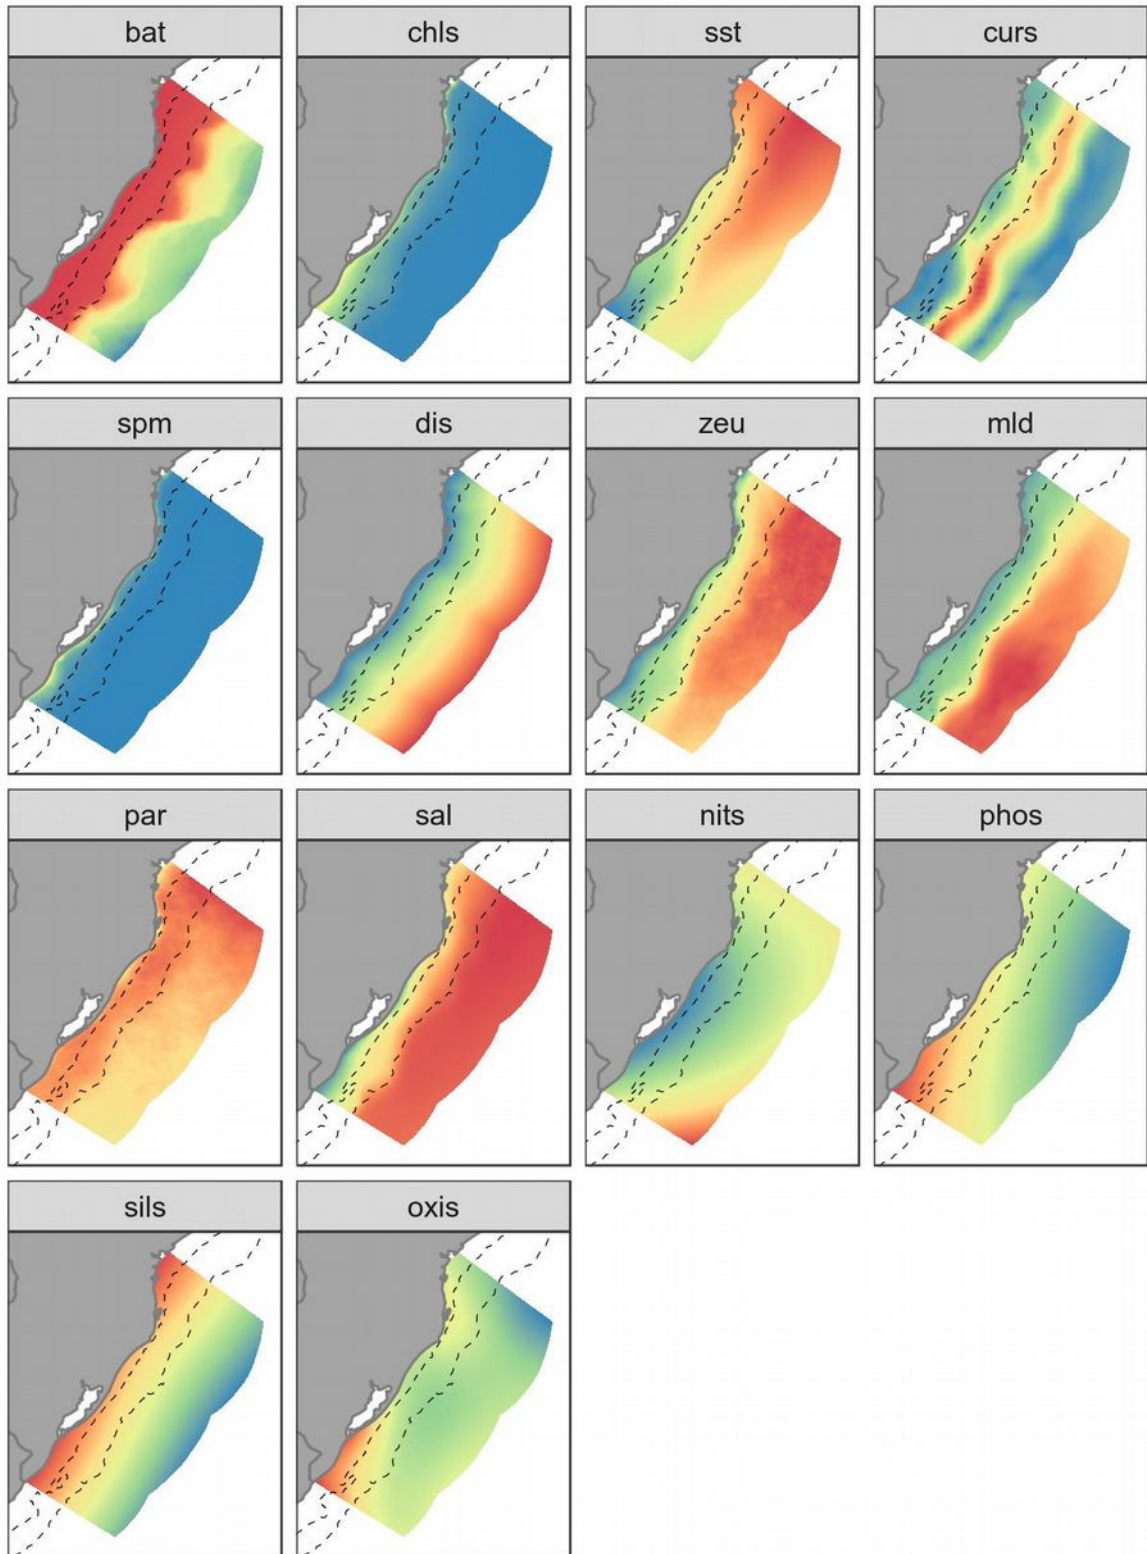 bat chls sst curs
spm dis zeu mld
par sal nits phos
sils oxis